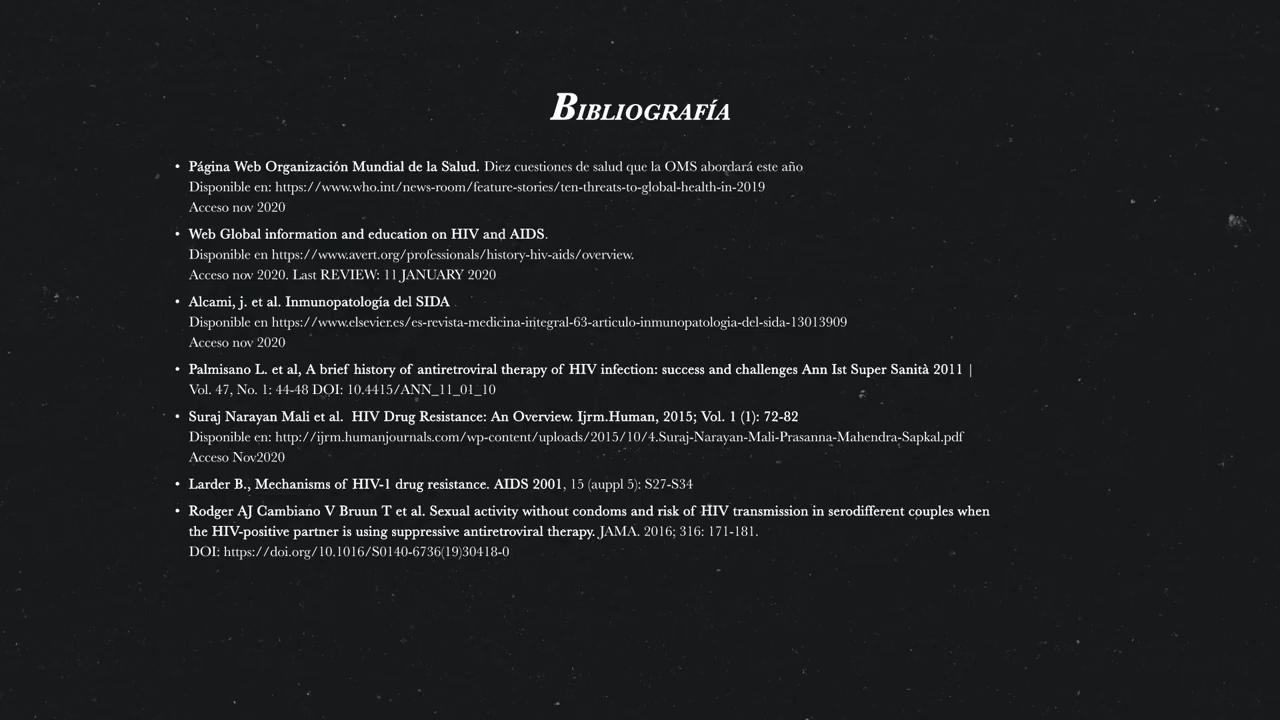 BIBLIOGRAFÍA
• Página Web Organización Mundial de la Salud. Diez cuestiones de salud que la OMS abordará este año
Disponible en: https://www.who.int/news-room/feature-stories/ten-threats-to-global-health-in-2019
Acceso nov 2020
• Web Global information and education on HIV and AIDS.
Disponible en https://www.avert.org/professionals/history-hiv-aids/overview.
Acceso nov 2020. Last REVIEW: 11 JANUARY 2020
• Alcami, j. et al. Inmunopatología del SIDA
Disponible en https://www.elsevier.es/es-revista-medicina-integral-63-articulo-inmunopatologia-del-sida-13013909
Acceso nov 2020
• Palmisano L. et al, A brief history of antiretroviral therapy of HIV infection: success and challenges Ann Ist Super Sanità 2011 |
Vol. 47, No. 1: 44-48 DOI: 10.4415/ANN_11_01_10
• Suraj Narayan Mali et al. HIV Drug Resistance: An Overview. Ijrm.Human, 2015; Vol. 1 (1): 72-82
Disponible en: http://ijrm.humanjournals.com/wp-content/uploads/2015/10/4.Suraj-Narayan-Mali-Prasanna-Mahendra-Sapkal.pdf
Acceso Nov2020
• Larder B., Mechanisms of HIV-1 drug resistance. AIDS 2001, 15 (auppl 5): S27-S34
• Rodger AJ Cambiano V Bruun T et al. Sexual activity without condoms and risk of HIV transmission in serodifferent couples when
the HIV-positive partner is using suppressive antiretroviral therapy. JAMA. 2016; 316: 171-181.
DOI: https://doi.org/10.1016/S0140-6736(19)30418-0